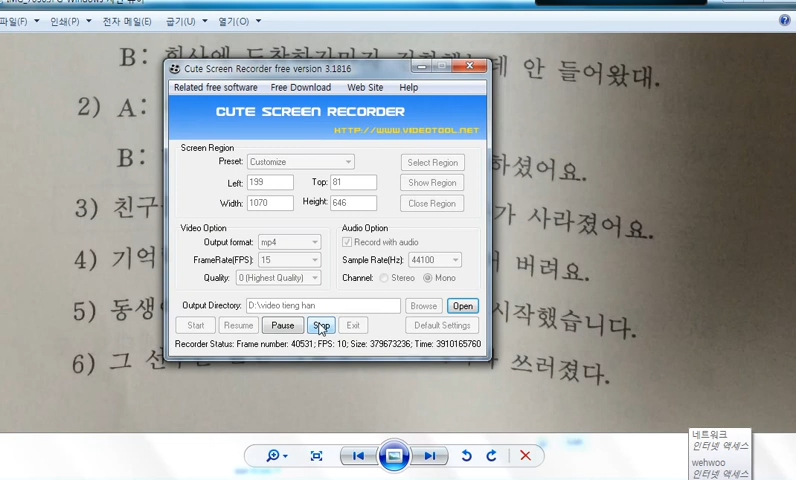 파일(F) 인쇄(P) 전자 메일(E) 굽기(U) 열기(O)
B:
안 들어왔대.
2) A:
B: 하셨어요.
3) 친구 가 사라졌어요.
4) 기억 버려요.
5) 동생 시작했습니다.
6) 그 쓰러졌다.
Cute Screen Recorder free version 3.1816
Related free software Free Download Web Site Help
CUTE SCREEN RECORDER
HTTP://WWW.VIDEOTOOL.NET
Screen Region
Preset: Customize Select Region
Left: 199 Top: 81 Show Region
Width: 1070 Height: 646 Close Region
Video Option Audio Option
Output format: mp4 Record with audio
FrameRate(FPS) 15 Sample Rate(Hz): 44100
Quality: 0 (Highest Quality) Channel: Stereo Mono
Output Directory: D:\video tieng han Browse Open
Start Resume Pause Stop Exit Default Settings
Recorder Status: Frame number: 40531; FPS: 10; Size: 379673236; Time: 3910165760
네트워크
인터넷 액세스
wehwoo
인터넷 액세스